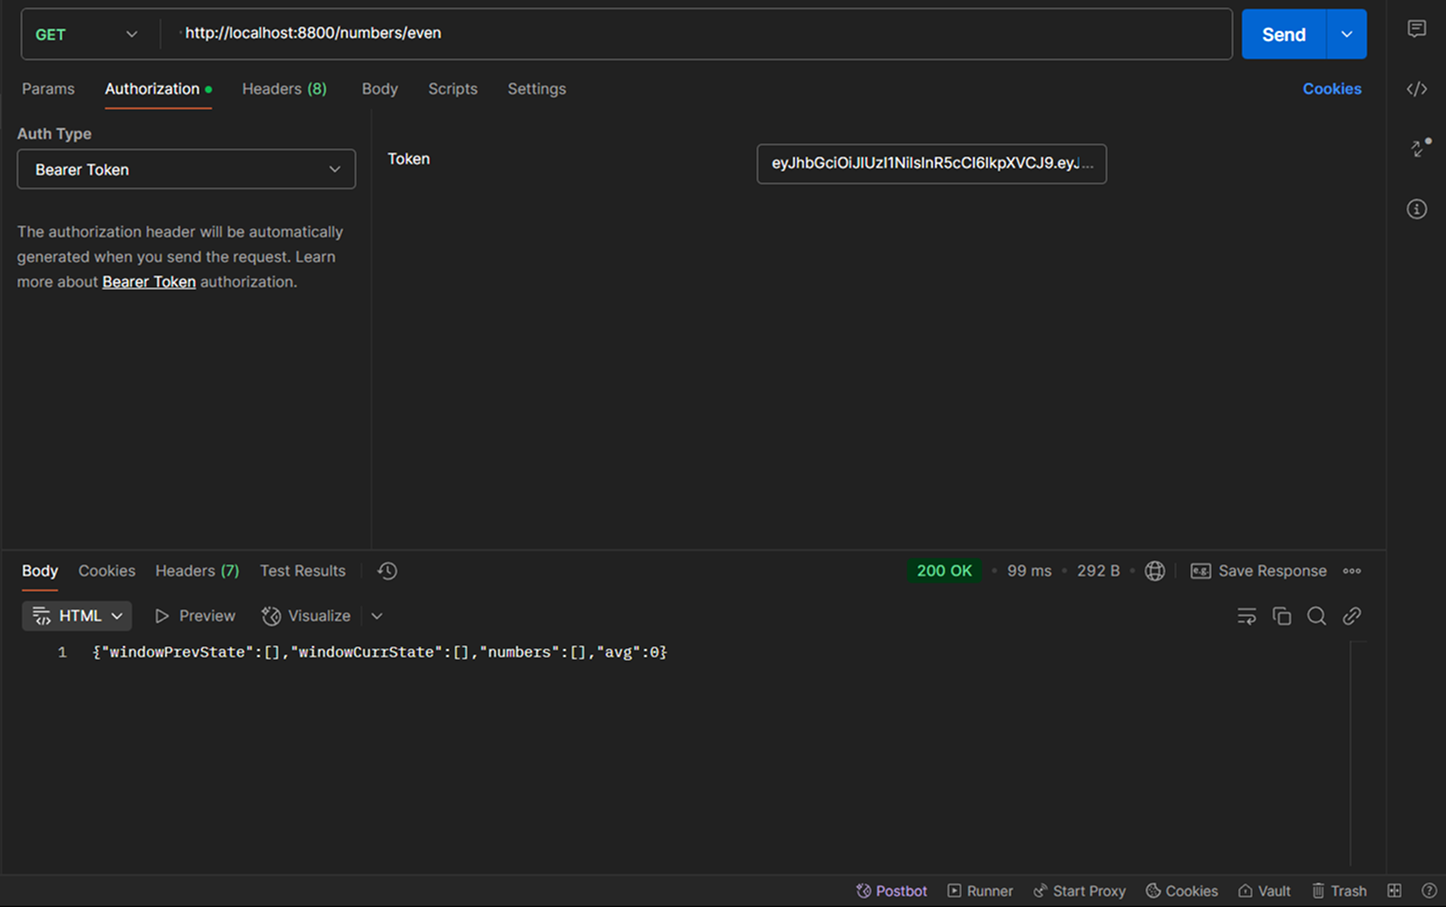 GET http://localhost:8800/numbers/even Send
Params Authorization Headers (8) Body Scripts Settings Cookies
Auth Type
Bearer Token
Token eyJhbGciOiJIUzI1NiIsInR5cCI6IkpXVCJ9.eyJ...
The authorization header will be automatically
generated when you send the request. Learn
more about Bearer Token authorization.
Body Cookies Headers (7) Test Results 200 OK • 99 ms • 292 B • e.g. Save Response
HTML Preview Visualize
1 {"windowPrevState":[],"windowCurrState":[],"numbers":[],"avg":0}
Postbot Runner Start Proxy Cookies Vault Trash